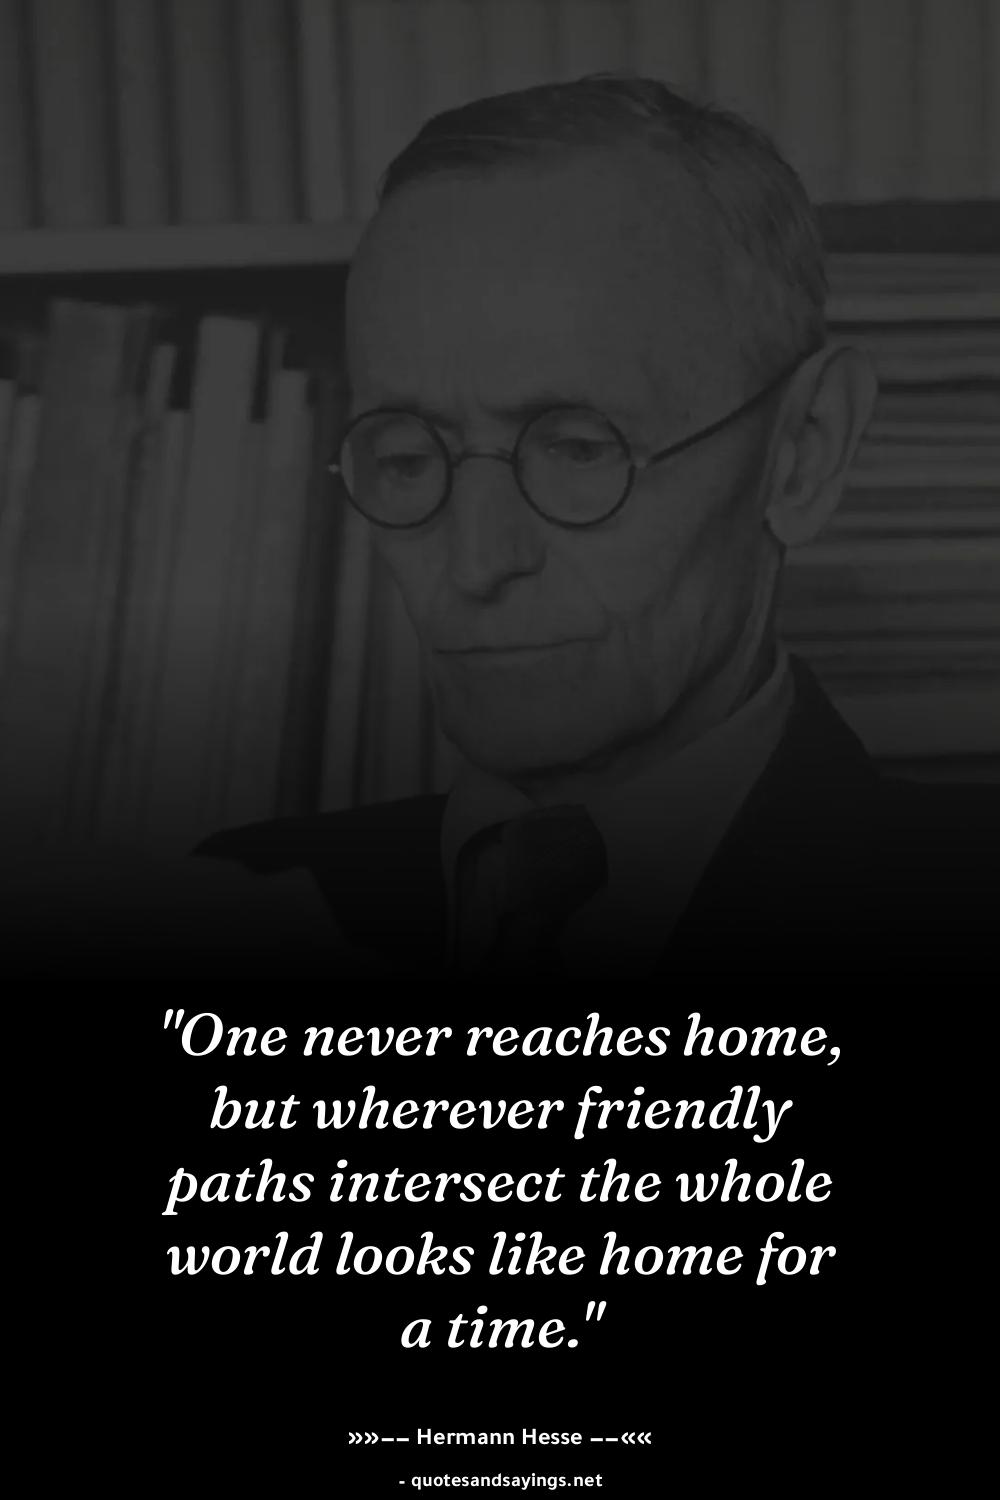 "One never reaches home,
but wherever friendly
paths intersect the whole
world looks like home for
a time."
»»–– Hermann Hesse ––««
- quotesandsayings.net